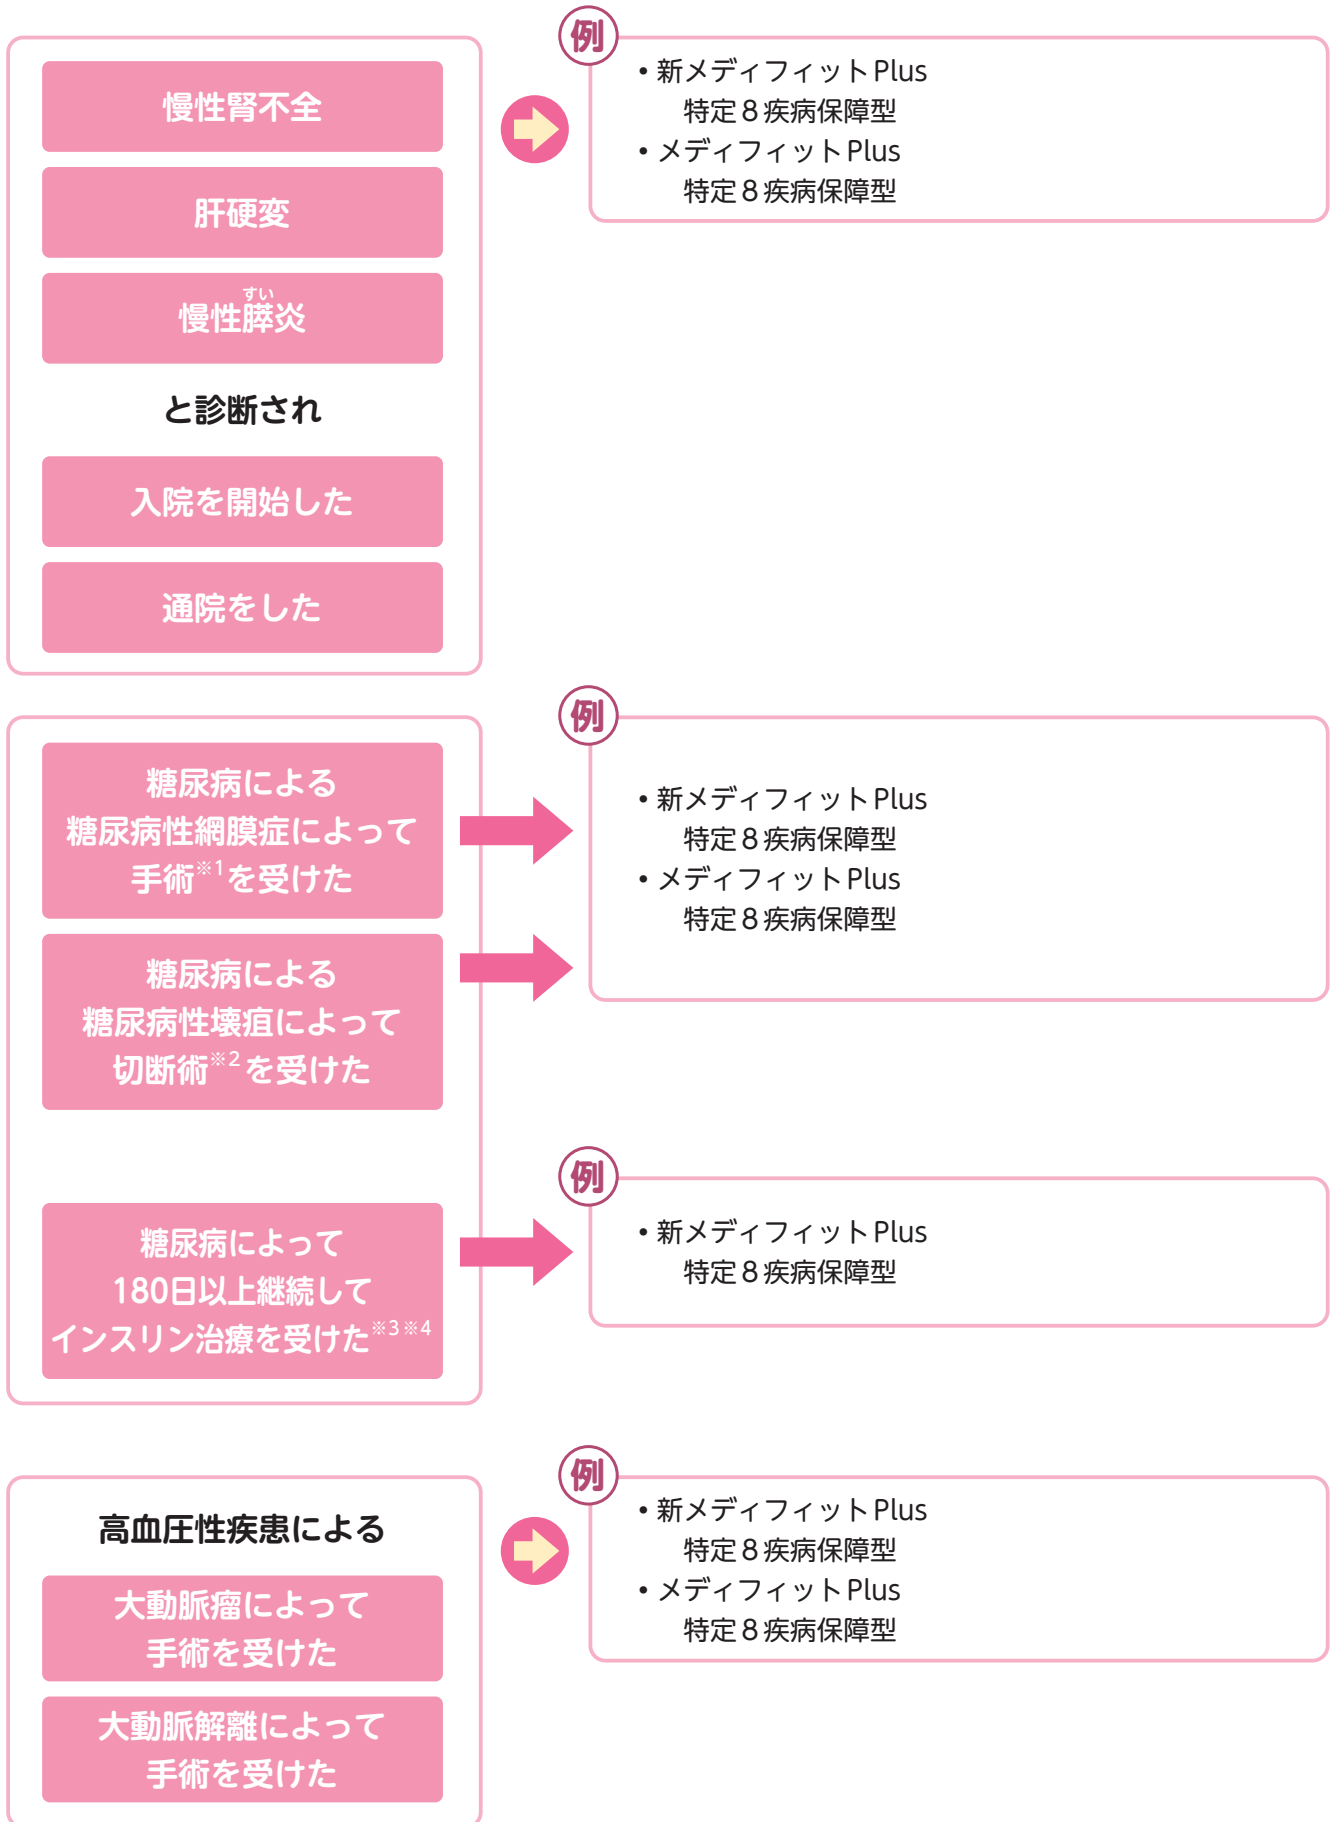 慢性腎不全
肝硬変
すい
慢性膵炎
と診断され
入院を開始した
通院をした
例
・新メディフィットPlus
特定8疾病保障型
・メディフィットPlus
特定8疾病保障型
糖尿病による
糖尿病性網膜症によって
手術※1を受けた
糖尿病による
糖尿病性壊疽によって
切断術※2を受けた
例
・新メディフィットPlus
特定8疾病保障型
・メディフィットPlus
特定8疾病保障型
糖尿病によって
180日以上継続して
インスリン治療を受けた※3※4
例
・新メディフィットPlus
特定8疾病保障型
高血圧性疾患による
大動脈瘤によって
手術を受けた
大動脈解離によって
手術を受けた
例
・新メディフィットPlus
特定8疾病保障型
・メディフィットPlus
特定8疾病保障型